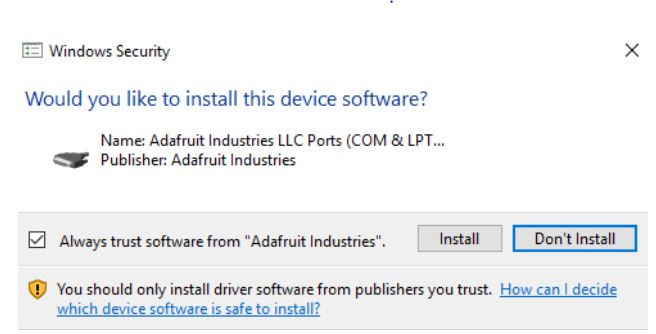 Windows Security
Would you like to install this device software?
Name: Adafruit Industries LLC Ports (COM & LPT...
Publisher: Adafruit Industries
Always trust software from "Adafruit Industries".
Install
Don't Install
You should only install driver software from publishers you trust. How can I decide
which device software is safe to install?